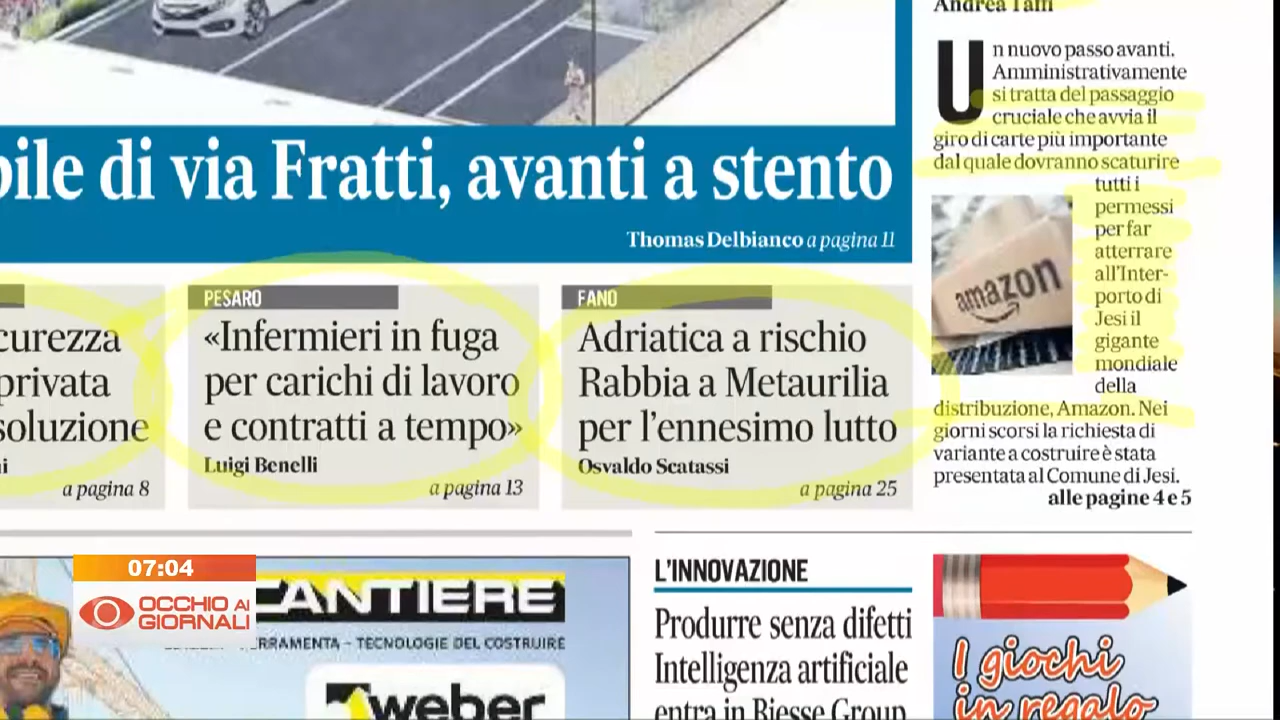 Andrea Taffi
Un nuovo passo avanti.
Amministrativamente
si tratta del passaggio
cruciale che avvia il
giro di carte più importante
dal quale dovranno scaturire
tutti i
permessi
per far
atterrare
all'Inter-
porto di
Jesi il
gigante
mondiale
della
distribuzione, Amazon. Nei
giorni scorsi la richiesta di
variante a costruire è stata
presentata al Comune di Jesi.
alle pagine 4 e 5
amazon
di via Fratti, avanti a stento
Thomas Delbianco a pagina 11
privata
soluzione
a pagina 8
PESARO
«Infermieri in fuga
per carichi di lavoro
e contratti a tempo»
Luigi Benelli
a pagina 13
FANO
Adriatica a rischio
Rabbia a Metaurilia
per l'ennesimo lutto
Osvaldo Scatassi
a pagina 25
07:04
OCCHIO AI
GIORNALI
CANTIERE
TECNOLOGIE DEL COSTRUIRE
weber
L'INNOVAZIONE
Produrre senza difetti
Intelligenza artificiale
entra in Biesse Group
I giochi
in regalo